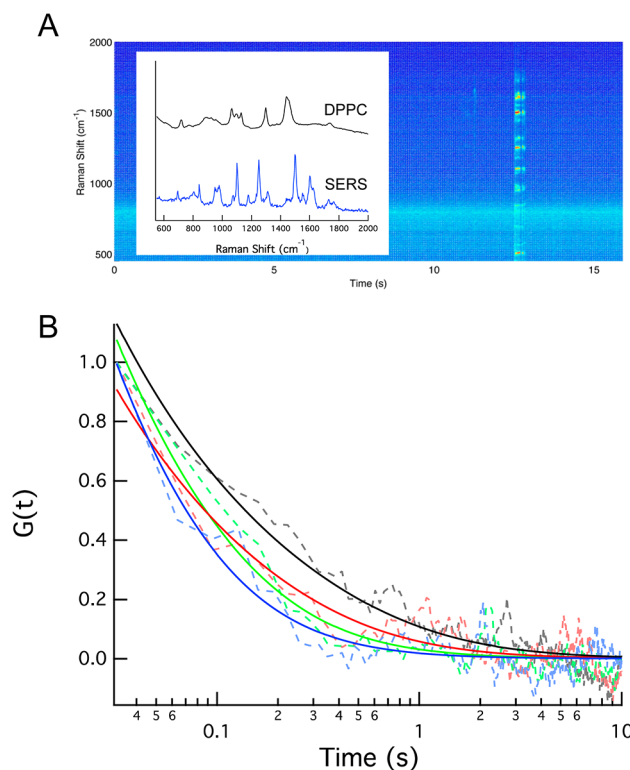 A
2000
1500
1000
500
Raman Shift (cm⁻¹)
DPPC
SERS
600 800 1000 1200 1400 1600 1800 2000
Raman Shift (cm⁻¹)
0 5 10 15
Time (s)
B
1.0
0.8
0.6
0.4
0.2
0.0
G(t)
4 5 6 0.1 2 3 4 5 6 1 2 3 4 5 6 10
Time (s)